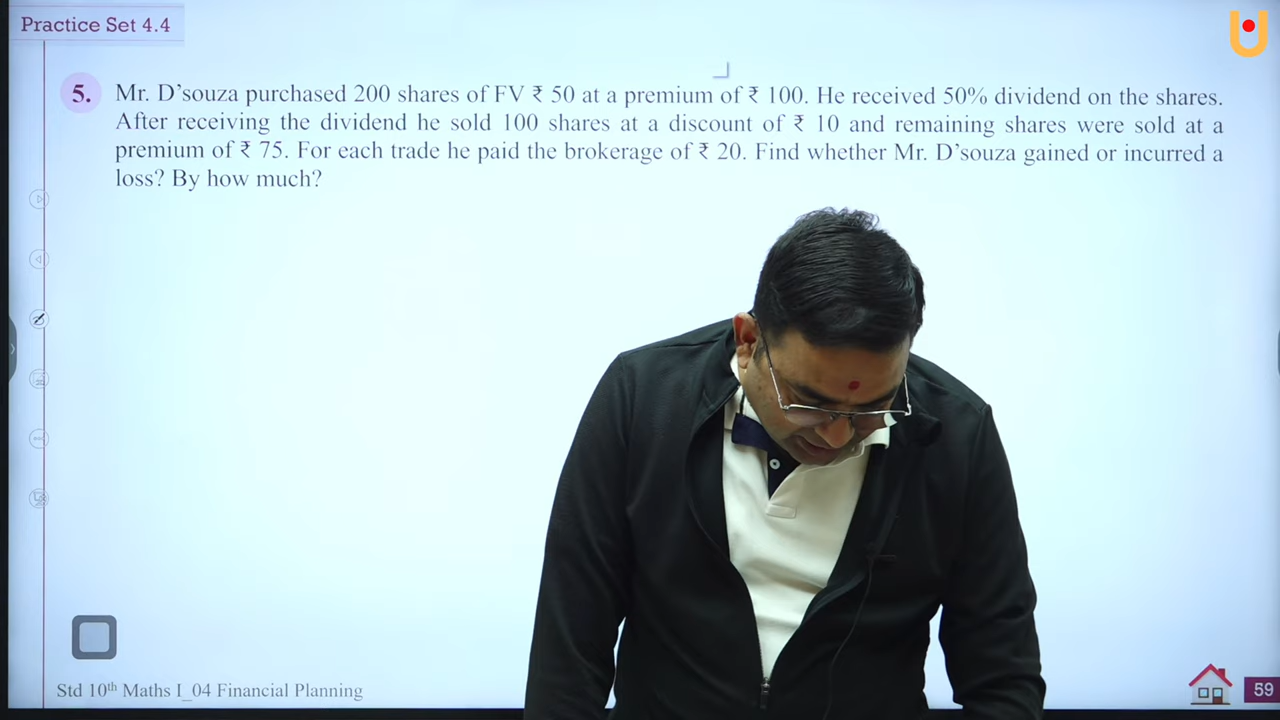 Practice Set 4.4
5. Mr. D’souza purchased 200 shares of FV ₹ 50 at a premium of ₹ 100. He received 50% dividend on the shares.
After receiving the dividend he sold 100 shares at a discount of ₹ 10 and remaining shares were sold at a
premium of ₹ 75. For each trade he paid the brokerage of ₹ 20. Find whether Mr. D’souza gained or incurred a
loss? By how much?
Std 10th Maths I_04 Financial Planning
59